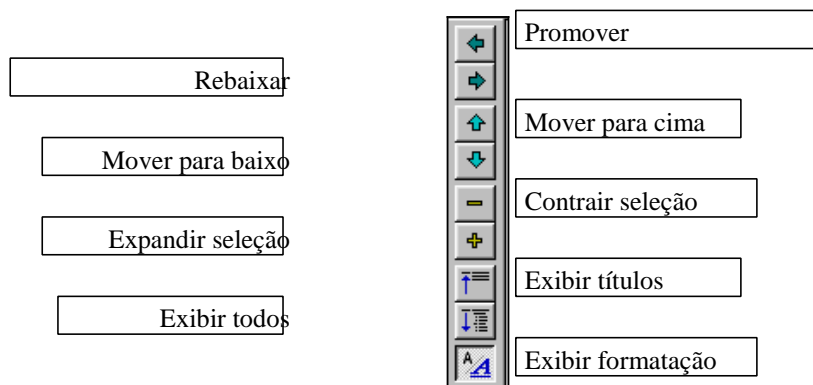 Promover
Rebaixar
Mover para cima
Mover para baixo
Contrair seleção
Expandir seleção
Exibir títulos
Exibir todos
Exibir formatação
A
A